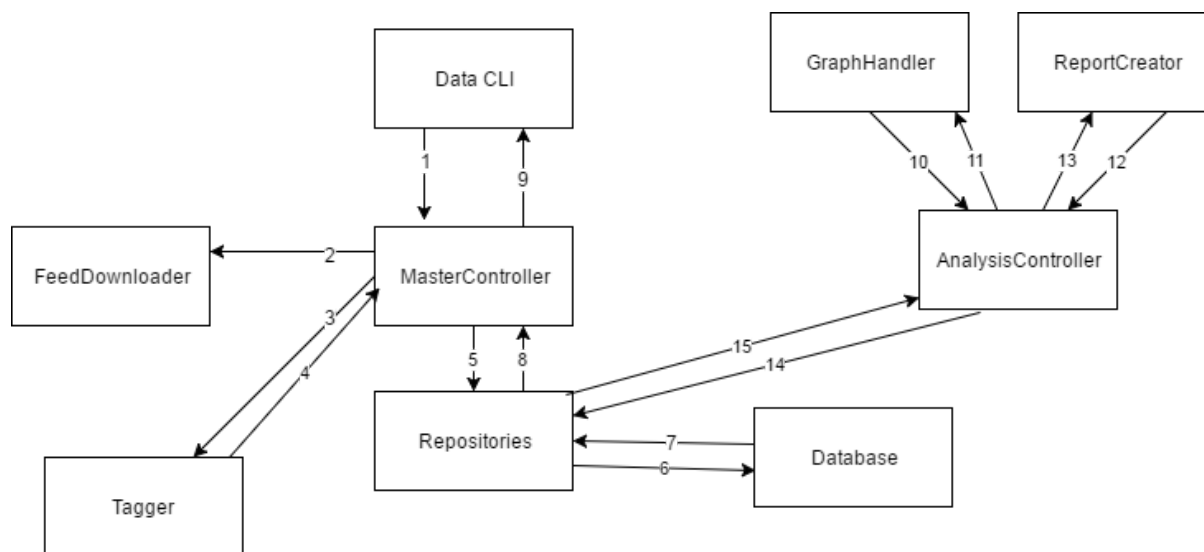 GraphHandler
ReportCreator
Data CLI
1
9
10
11
13
12
FeedDownloader
2
MasterController
AnalysisController
3
4
5
8
15
14
Repositories
7
6
Database
Tagger